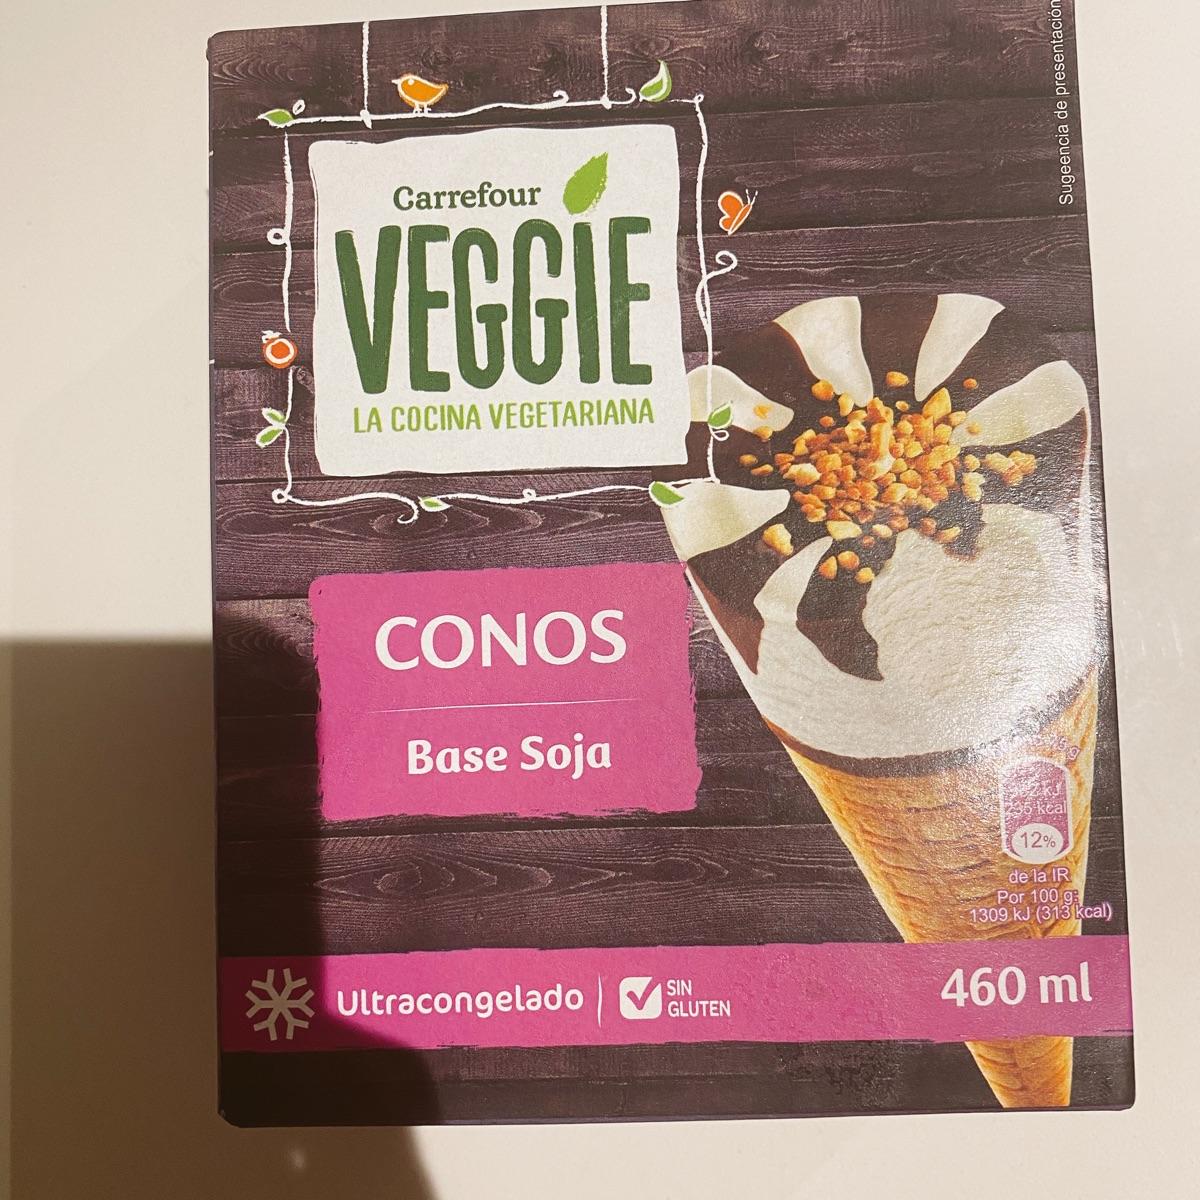 Sugeencia de presentación
Carrefour
VEGGIE
LA COCINA VEGETARIANA
CONOS
Base Soja
12%
de la IR
Por 100 g:
1309 kJ (313 kcal)
Ultracongelado
SIN
GLUTEN
460 ml